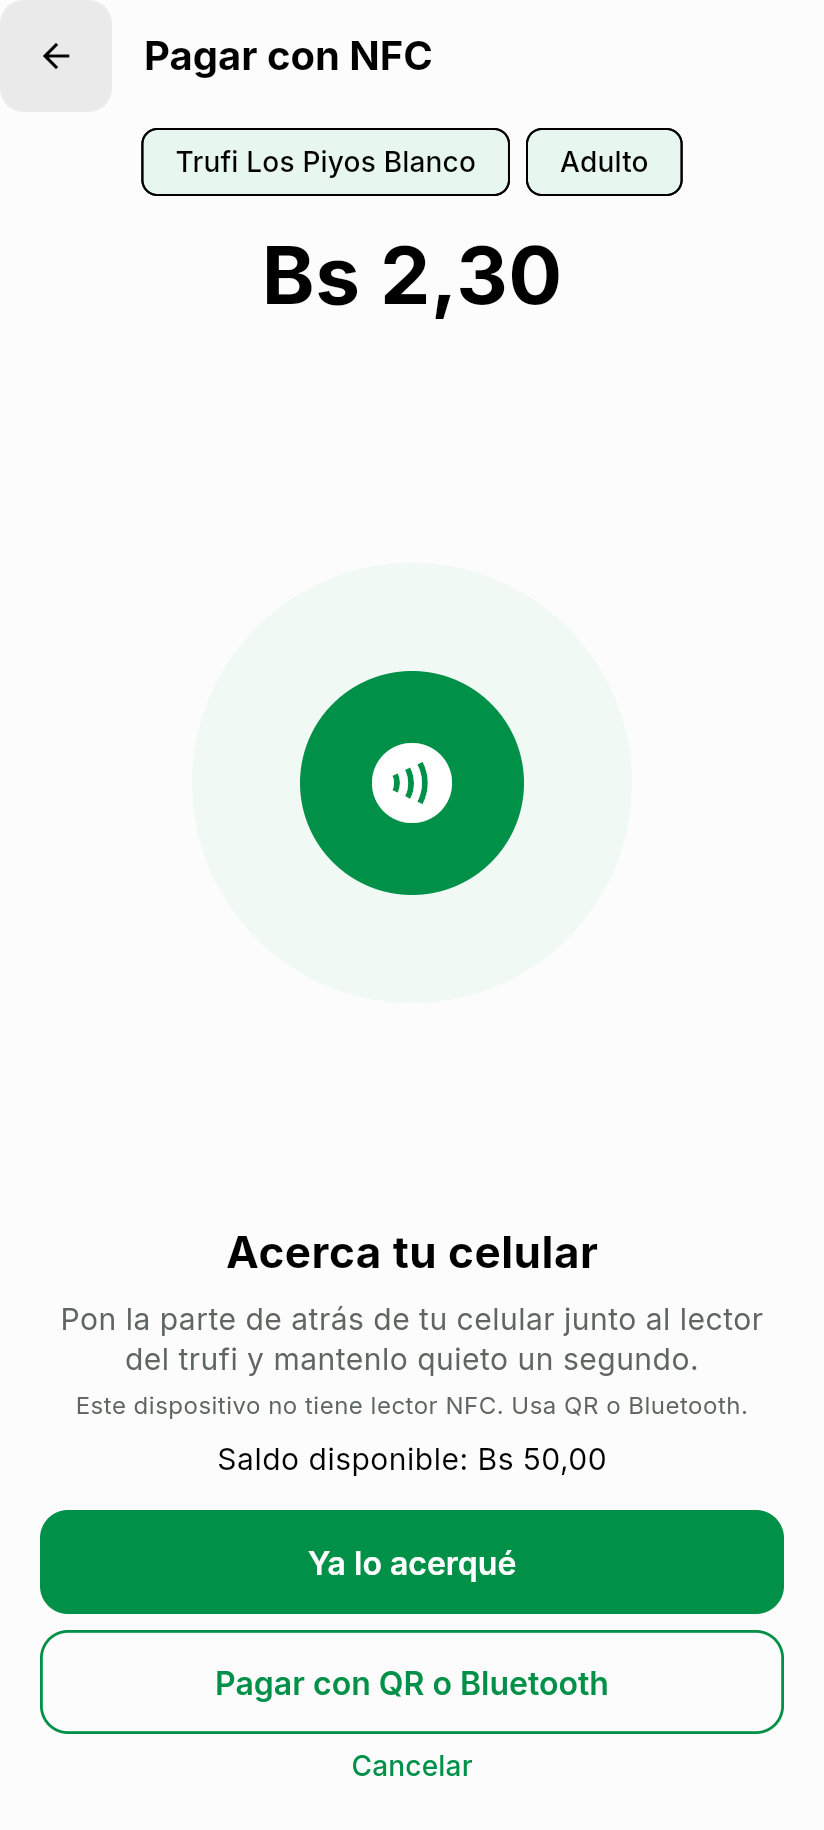 Pagar con NFC
Trufi Los Piyos Blanco
Adulto
Bs 2,30
Acerca tu celular
Pon la parte de atrás de tu celular junto al lector
del trufi y mantenlo quieto un segundo.
Este dispositivo no tiene lector NFC. Usa QR o Bluetooth.
Saldo disponible: Bs 50,00
Ya lo acerqué
Pagar con QR o Bluetooth
Cancelar